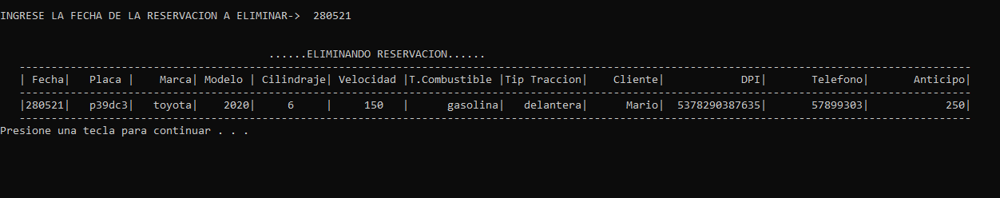 INGRESE LA FECHA DE LA RESERVACION A ELIMINAR-> 280521
......ELIMINANDO RESERVACION......
-----------------------------------------------------------------------------------------------------------------------------------------------------
| Fecha| Placa | Marca| Modelo | Cilindraje| Velocidad |T.Combustible |Tip Traccion| Cliente| DPI| Telefono| Anticipo|
-----------------------------------------------------------------------------------------------------------------------------------------------------
|280521| p39dc3| toyota| 2020| 6 | 150 | gasolina| delantera| Mario| 5378290387635| 57899303| 250|
-----------------------------------------------------------------------------------------------------------------------------------------------------
Presione una tecla para continuar . . .